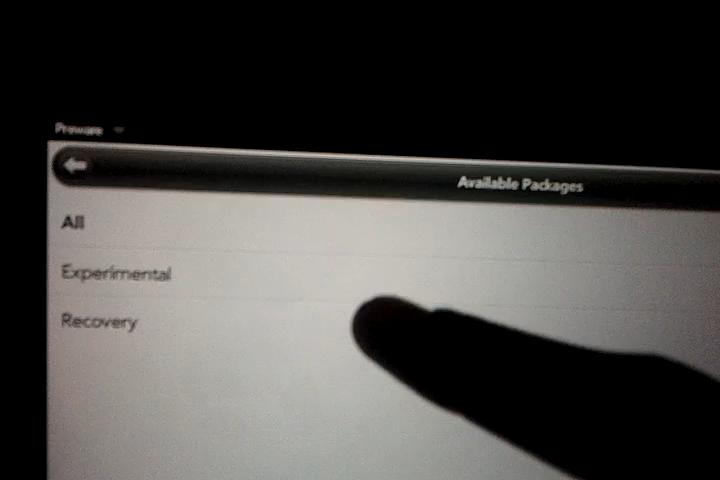 Preware
Available Packages
All
Experimental
Recovery